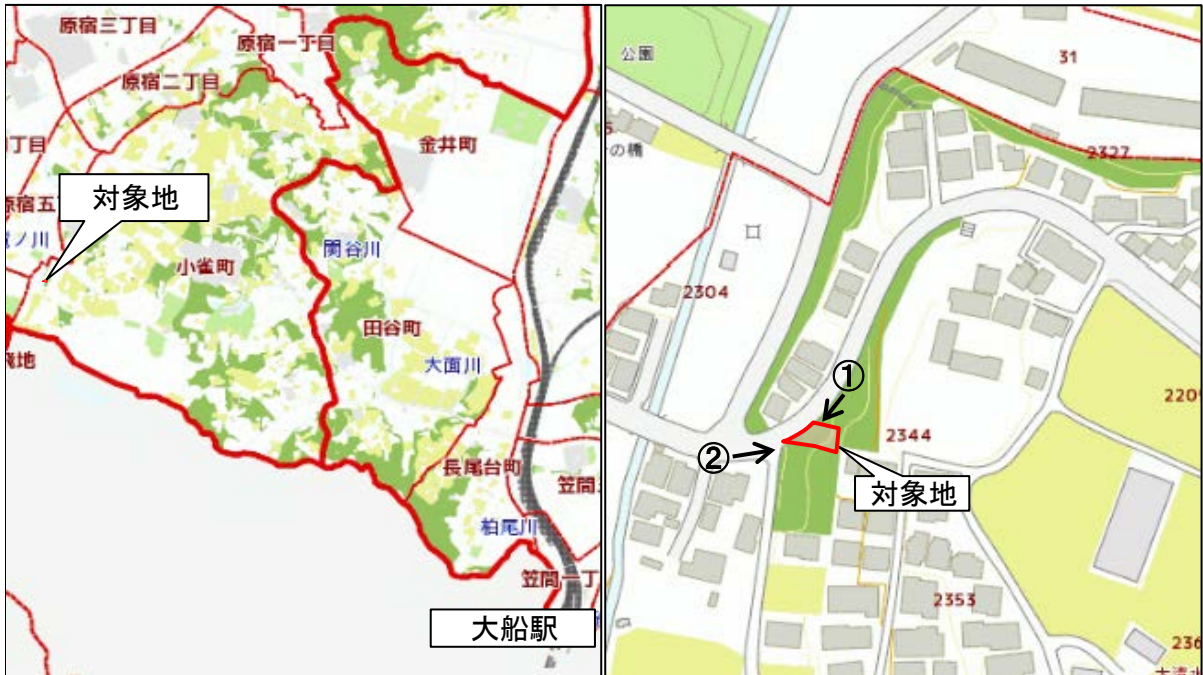 原宿三丁目
原宿一丁目
原宿二丁目
丁目
金井町
対象地
原宿五丁
ノ川
関谷川
小雀町
田谷町
大面川
飛地
長尾台町
笠間
柏尾川
笠間一丁
大船駅
公園
31
の橋
2327
2304
①
2209
2344
②
対象地
2353
236